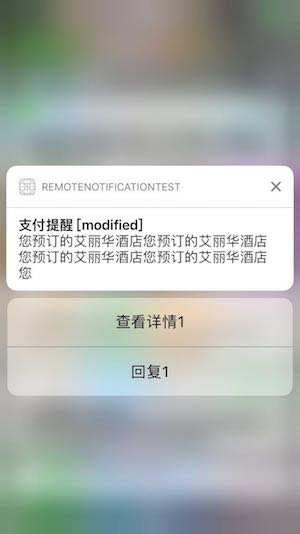 REMOTENOTIFICATIONTEST
支付提醒 [modified]
您预订的艾丽华酒店您预订的艾丽华酒店
您预订的艾丽华酒店您预订的艾丽华酒店
您
查看详情1
回复1